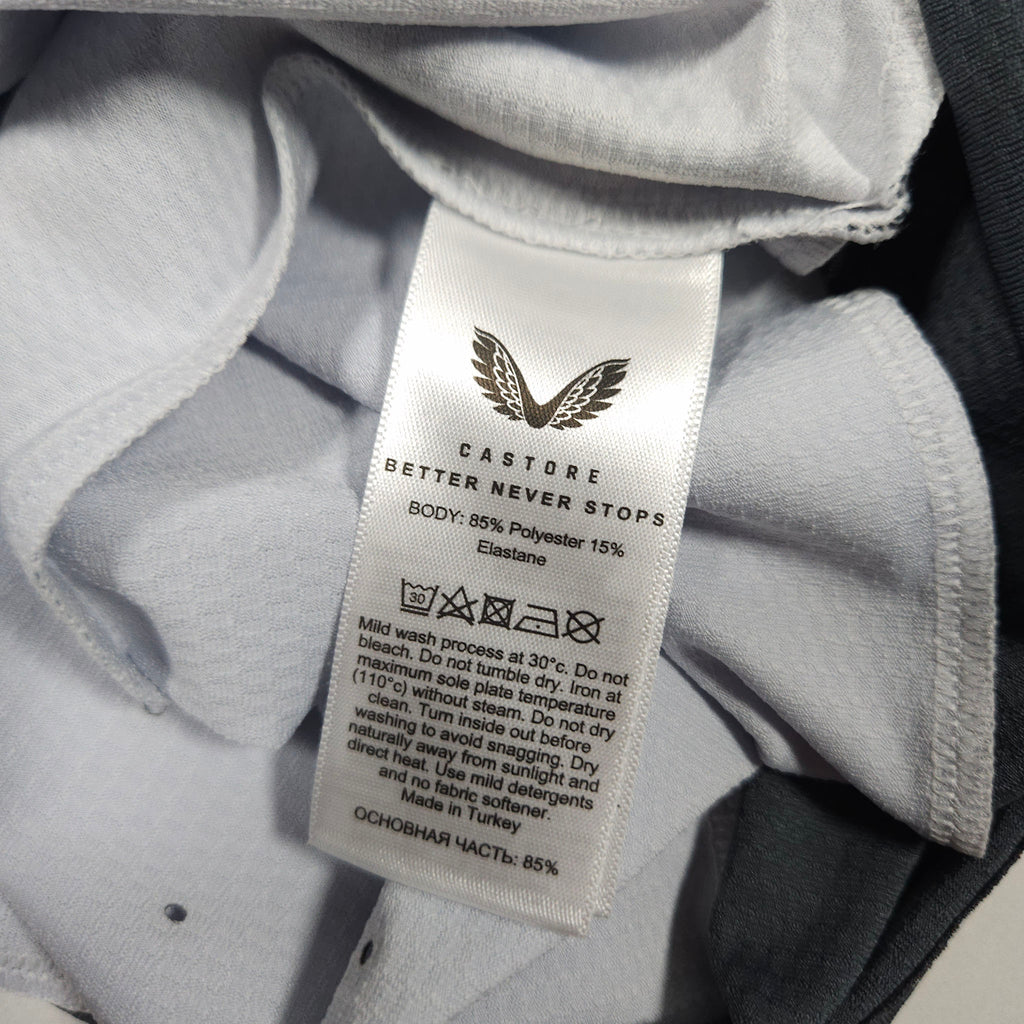 CASTORE
BETTER NEVER STOPS
BODY: 85% Polyester 15%
Elastane
30
Mild wash process at 30°c. Do not
bleach. Do not tumble dry. Iron at
maximum sole plate temperature
(110°c) without steam. Do not dry
clean. Turn inside out before
washing to avoid snagging. Dry
naturally away from sunlight and
direct heat. Use mild detergents
and no fabric softener.
Made in Turkey
ОСНОВНАЯ ЧАСТЬ: 85%